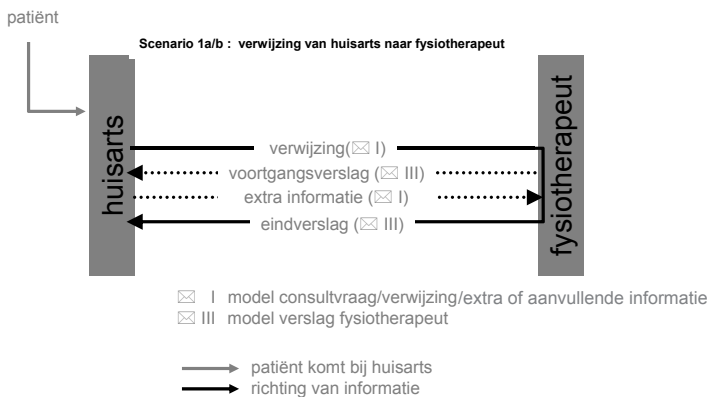 patiënt
Scenario 1a/b : verwijzing van huisarts naar fysiotherapeut
huisarts
fysiotherapeut
verwijzing(✉ I)
voortgangsverslag (✉ III)
extra informatie (✉ I)
eindverslag (✉ III)
✉ I model consultvraag/verwijzing/extra of aanvullende informatie
✉ III model verslag fysiotherapeut
patiënt komt bij huisarts
richting van informatie